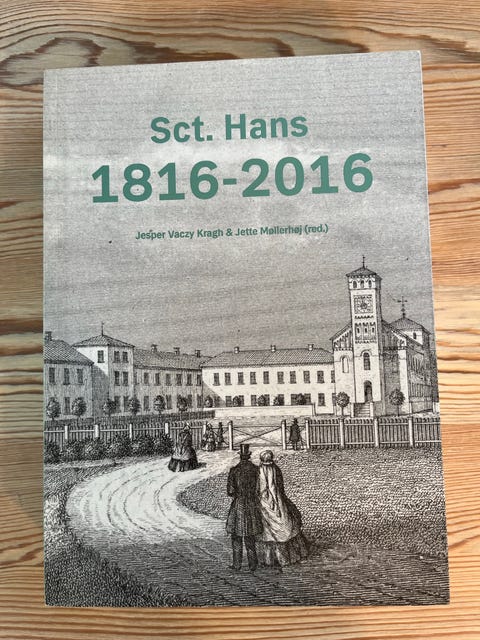 Sct. Hans
1816-2016
Jesper Vaczy Kragh & Jette Møllerhøj (red.)